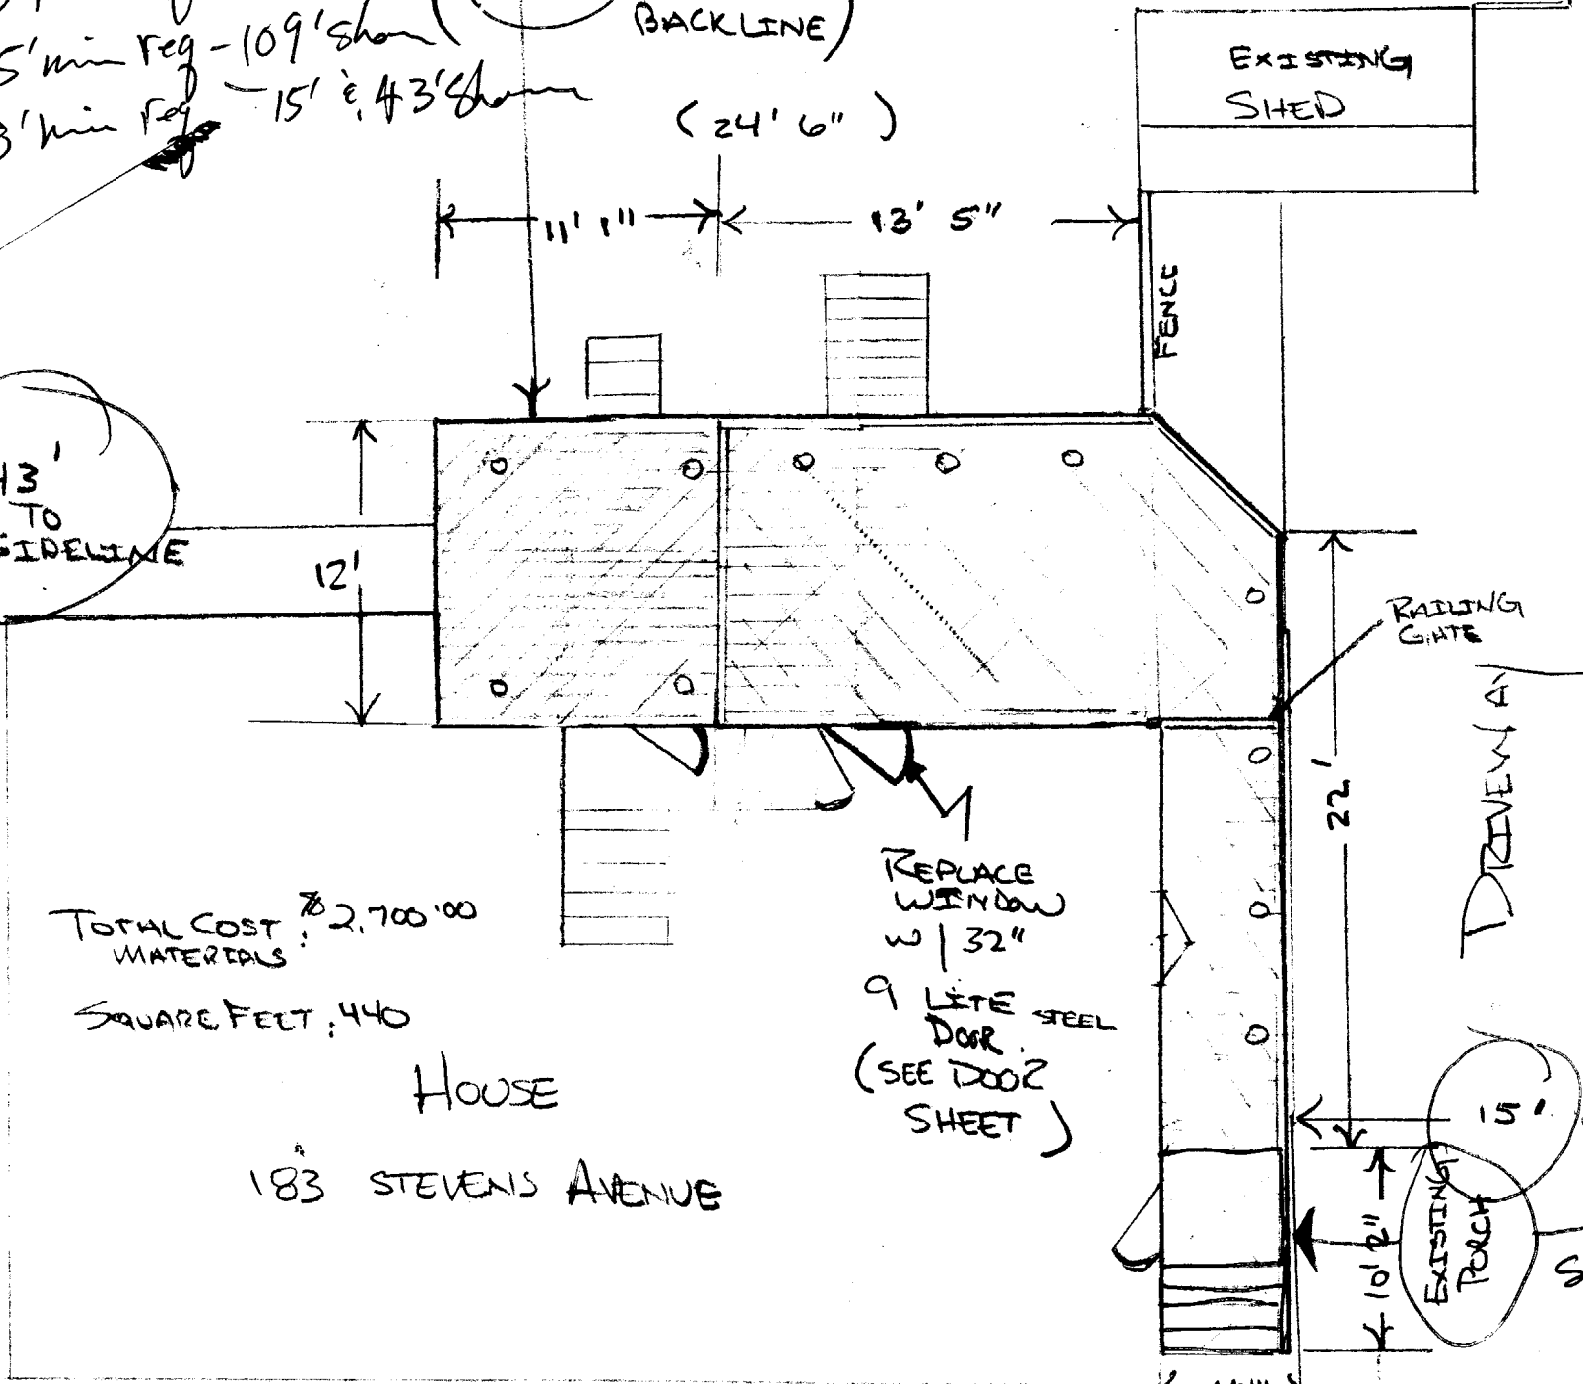 5' min req - 109' shown (
BACKLINE)
3' min req - 15' & 43' shown
(24' 6")
EXISTING
SHED
11' 1"
13' 5"
FENCE
43'
TO
SIDELINE
12'
RAILING
GATE
DRIVEWAY
22'
REPLACE
WINDOW
W/ 32"
9 LITE STEEL
DOOR
(SEE DOOR
SHEET)
TOTAL COST : $2,700.00
MATERIALS
SQUARE FEET : 440
HOUSE
183 STEVENS AVENUE
15'
10' 2"
EXISTING
PORCH